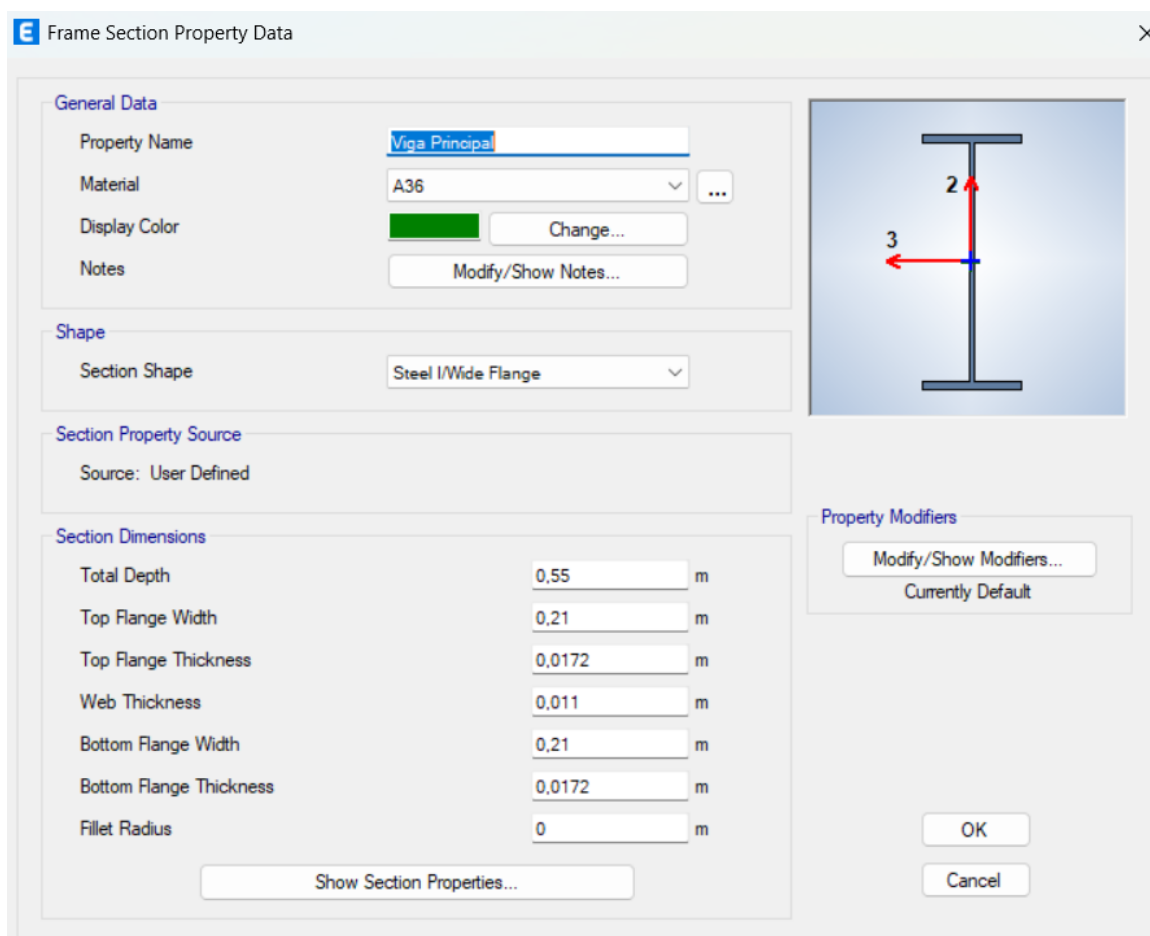 E Frame Section Property Data
General Data
Property Name Viga Principal
Material A36 ...
Display Color Change...
Notes Modify/Show Notes...
2
3
Shape
Section Shape Steel I/Wide Flange
Section Property Source
Source: User Defined
Property Modifiers
Modify/Show Modifiers...
Currently Default
Section Dimensions
Total Depth 0,55 m
Top Flange Width 0,21 m
Top Flange Thickness 0,0172 m
Web Thickness 0,011 m
Bottom Flange Width 0,21 m
Bottom Flange Thickness 0,0172 m
Fillet Radius 0 m
Show Section Properties...
OK
Cancel